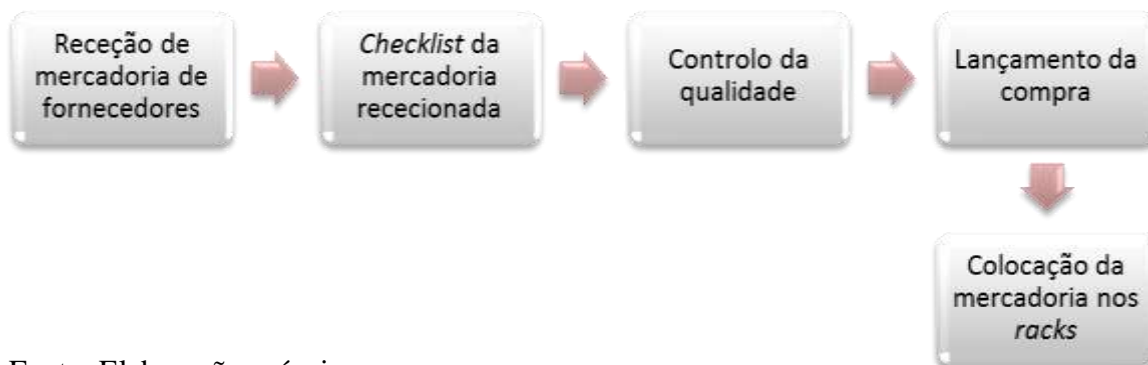 Receção de
mercadoria de
fornecedores
Checklist da
mercadoria
rececionada
Controlo da
qualidade
Lançamento da
compra
Colocação da
mercadoria nos
racks